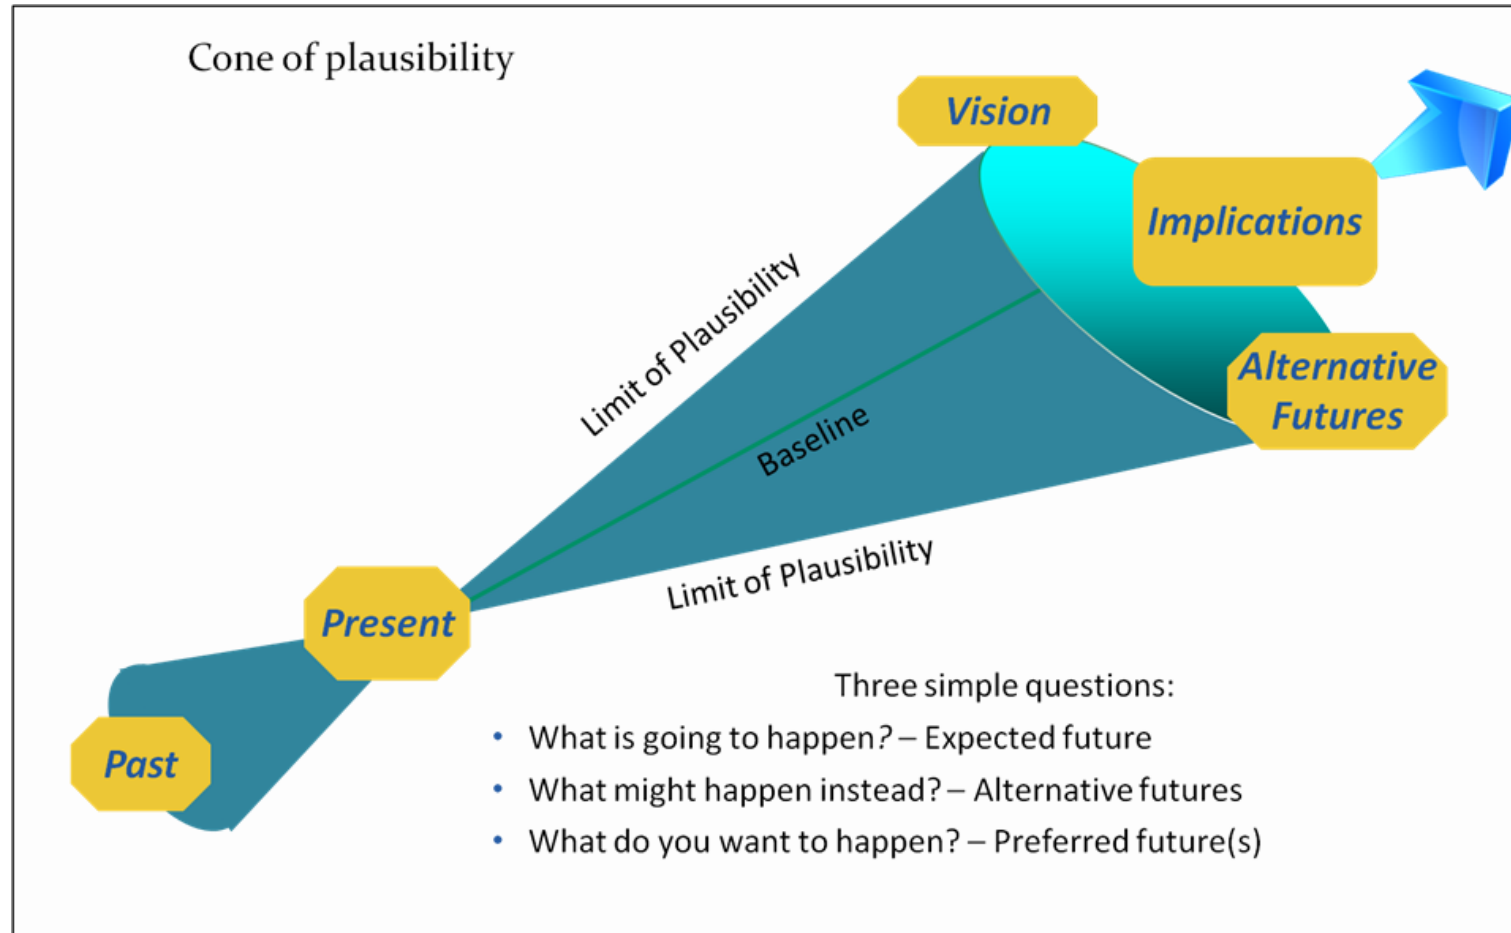 Cone of plausibility
Vision
Implications
Alternative
Futures
Limit of Plausibility
Baseline
Limit of Plausibility
Present
Past
Three simple questions:
• What is going to happen? – Expected future
• What might happen instead? – Alternative futures
• What do you want to happen? – Preferred future(s)